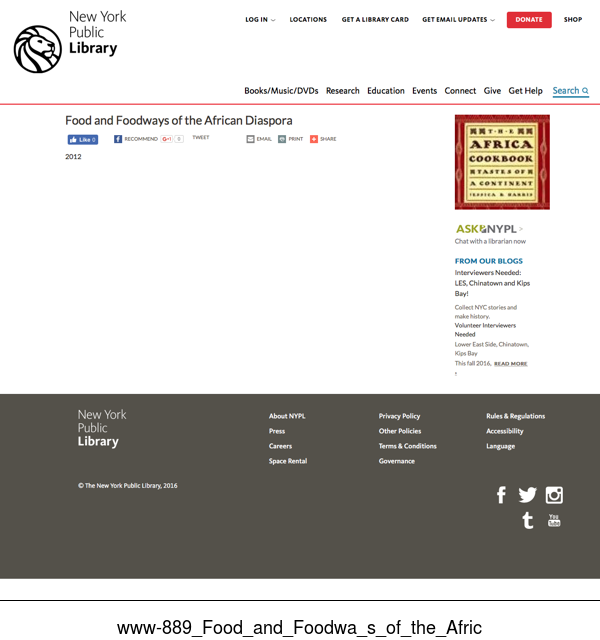 New York
Public
Library
LOG IN
LOCATIONS
GET A LIBRARY CARD
GET EMAIL UPDATES
DONATE
SHOP
Books/Music/DVDs Research Education Events Connect Give Get Help Search
Food and Foodways of the African Diaspora
Like 0
RECOMMEND
G+1 0
TWEET
EMAIL
PRINT
SHARE
2012
THE
AFRICA
COOKBOOK
TASTES OF
A CONTINENT
JESSICA B. HARRIS
ASK NYPL >
Chat with a librarian now
FROM OUR BLOGS
Interviewers Needed:
LES, Chinatown and Kips
Bay!
Collect NYC stories and
make history.
Volunteer Interviewers
Needed
Lower East Side, Chinatown,
Kips Bay
This fall 2016, READ MORE
New York
Public
Library
About NYPL
Press
Careers
Space Rental
Privacy Policy
Other Policies
Terms & Conditions
Governance
Rules & Regulations
Accessibility
Language
© The New York Public Library, 2016
You
Tube
www-889_Food_and_Foodwa_s_of_the_Afric